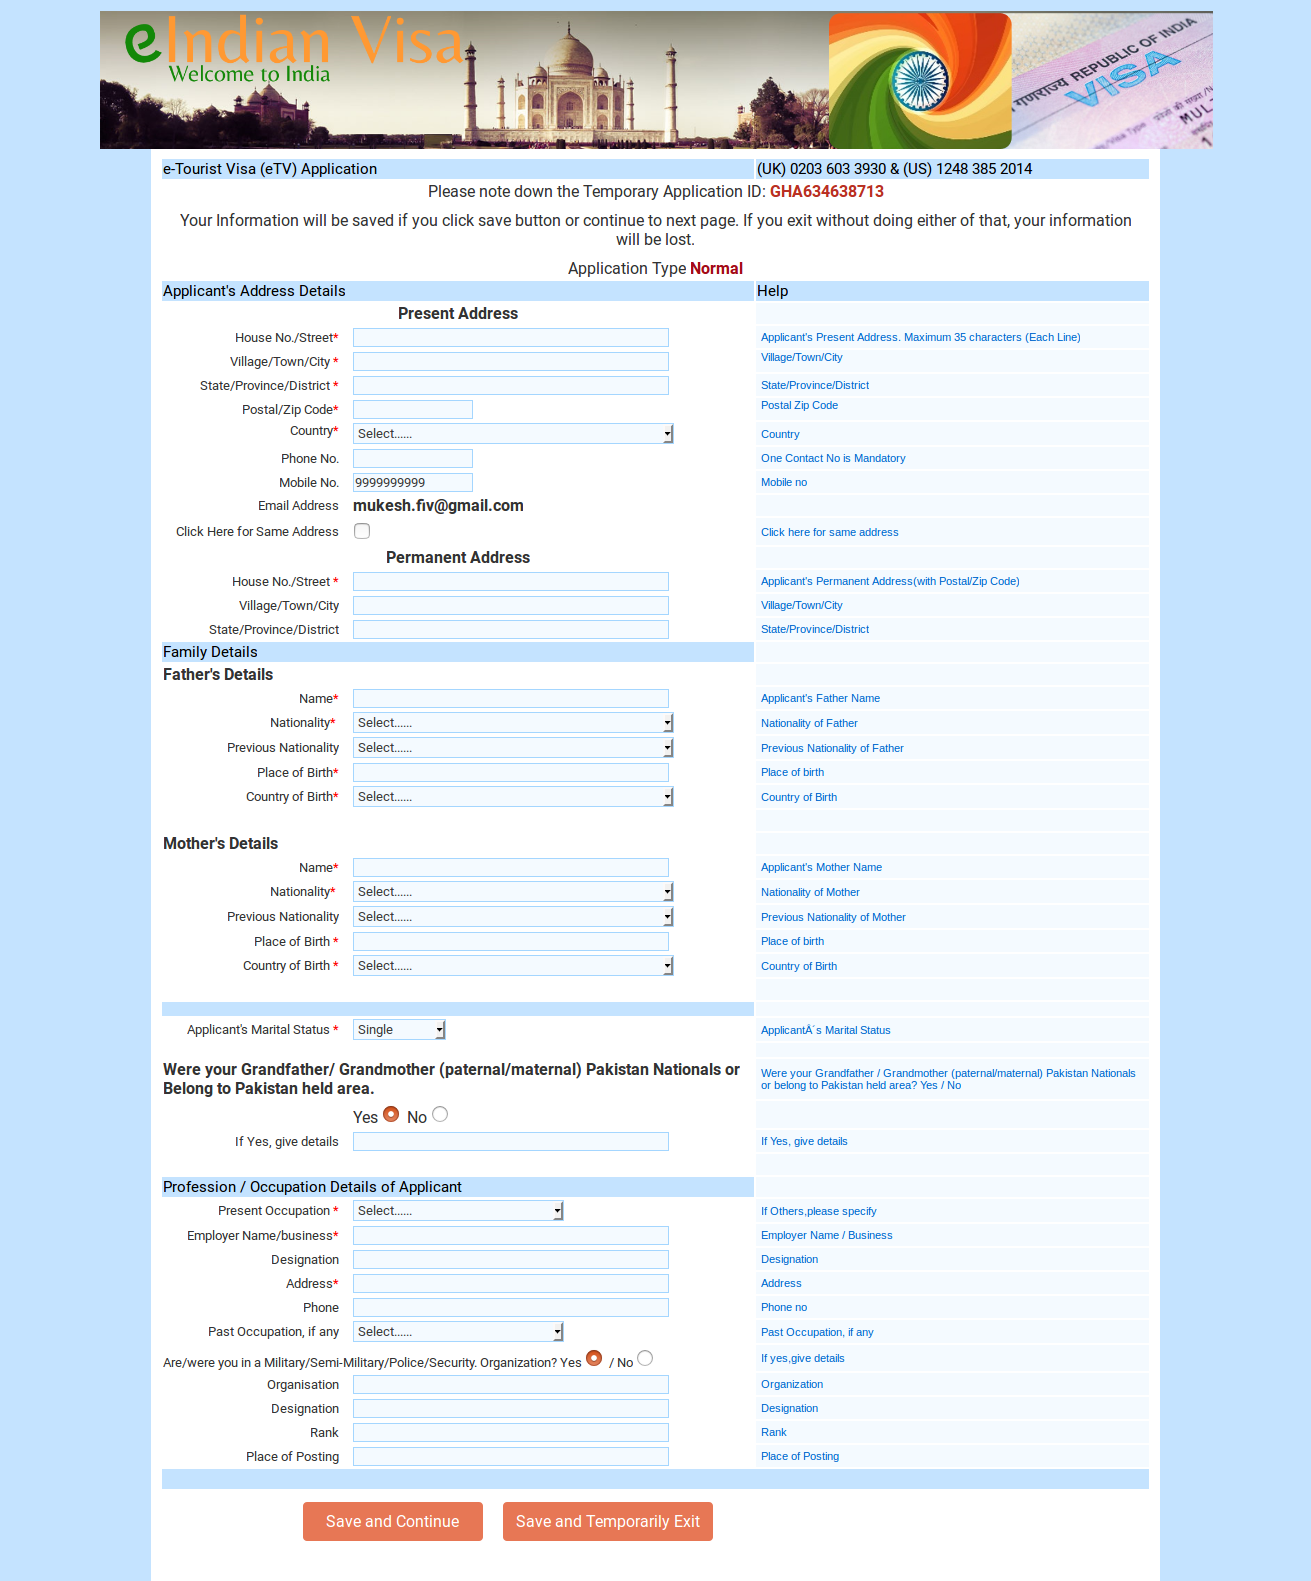 eIndian Visa
Welcome to India
गणराज्य REPUBLIC OF INDIA
VISA
MUL
e-Tourist Visa (eTV) Application (UK) 0203 603 3930 & (US) 1248 385 2014
Please note down the Temporary Application ID: GHA634638713
Your Information will be saved if you click save button or continue to next page. If you exit without doing either of that, your information
will be lost.
Application Type Normal
Applicant's Address Details Help
Present Address
House No./Street* Applicant's Present Address. Maximum 35 characters (Each Line)
Village/Town/City * Village/Town/City
State/Province/District * State/Province/District
Postal/Zip Code* Postal Zip Code
Country* Select...... Country
Phone No. One Contact No is Mandatory
Mobile No. 9999999999 Mobile no
Email Address mukesh.fiv@gmail.com
Click Here for Same Address Click here for same address
Permanent Address
House No./Street * Applicant's Permanent Address(with Postal/Zip Code)
Village/Town/City Village/Town/City
State/Province/District State/Province/District
Family Details
Father's Details
Name* Applicant's Father Name
Nationality* Select...... Nationality of Father
Previous Nationality Select...... Previous Nationality of Father
Place of Birth* Place of birth
Country of Birth* Select...... Country of Birth
Mother's Details
Name* Applicant's Mother Name
Nationality* Select...... Nationality of Mother
Previous Nationality Select...... Previous Nationality of Mother
Place of Birth * Place of birth
Country of Birth * Select...... Country of Birth
Applicant's Marital Status * Single ApplicantÂ´s Marital Status
Were your Grandfather/ Grandmother (paternal/maternal) Pakistan Nationals or
Belong to Pakistan held area.
Were your Grandfather / Grandmother (paternal/maternal) Pakistan Nationals
or belong to Pakistan held area? Yes / No
Yes No
If Yes, give details If Yes, give details
Profession / Occupation Details of Applicant
Present Occupation * Select...... If Others,please specify
Employer Name/business* Employer Name / Business
Designation Designation
Address* Address
Phone Phone no
Past Occupation, if any Select...... Past Occupation, if any
Are/were you in a Military/Semi-Military/Police/Security. Organization? Yes / No If yes,give details
Organisation Organization
Designation Designation
Rank Rank
Place of Posting Place of Posting
Save and Continue Save and Temporarily Exit